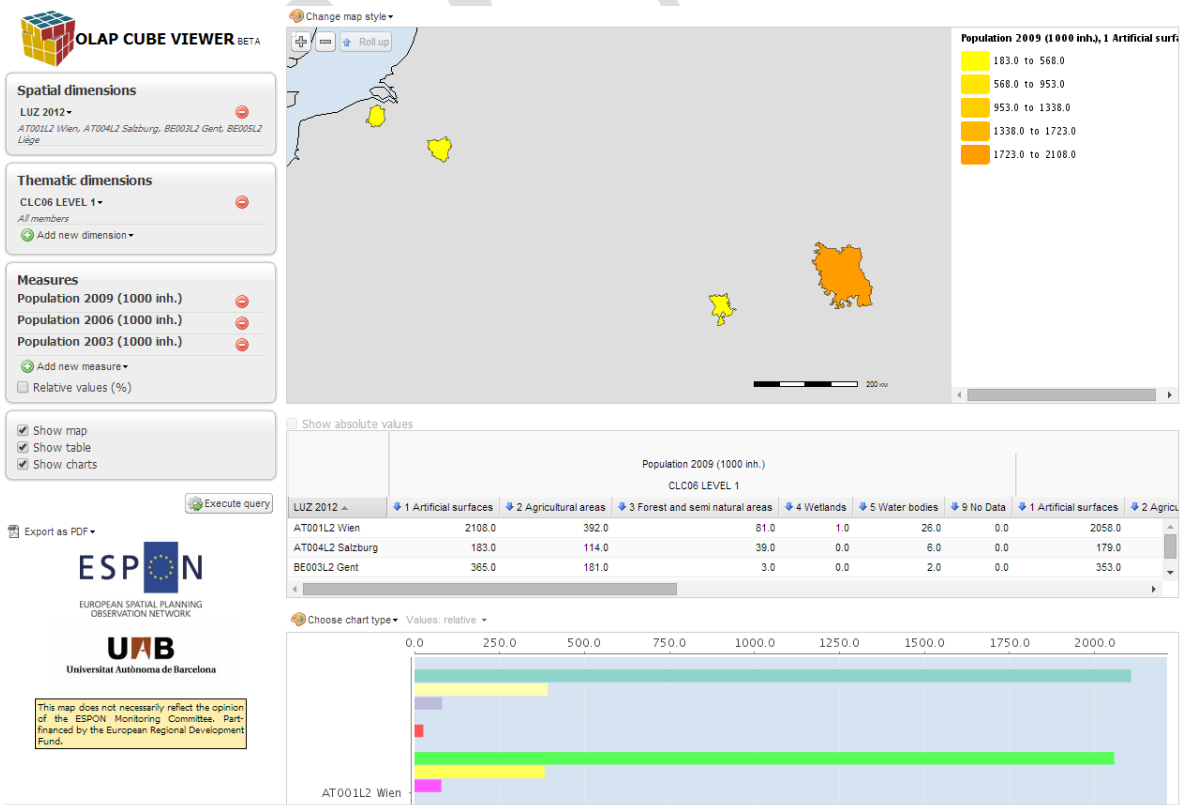 OLAP CUBE VIEWER BETA
Spatial dimensions
LUZ 2012
AT001L2 Wien, AT004L2 Salzburg, BE003L2 Gent, BE005L2
Liège
Thematic dimensions
CLC06 LEVEL 1
All members
Add new dimension
Measures
Population 2009 (1000 inh.)
Population 2006 (1000 inh.)
Population 2003 (1000 inh.)
Add new measure
Relative values (%)
Show map
Show table
Show charts
Execute query
Export as PDF
ESPON
EUROPEAN SPATIAL PLANNING
OBSERVATION NETWORK
UAB
Universitat Autònoma de Barcelona
This map does not necessarily reflect the opinion
of the ESPON Monitoring Committee. Part-
financed by the European Regional Development
Fund.
Change map style
Roll up
200 KM
Population 2009 (1000 inh.), 1 Artificial surfa
183.0 to 568.0
568.0 to 953.0
953.0 to 1338.0
1338.0 to 1723.0
1723.0 to 2108.0
Show absolute values
Population 2009 (1000 inh.)
CLC06 LEVEL 1
LUZ 2012 1 Artificial surfaces 2 Agricultural areas 3 Forest and semi natural areas 4 Wetlands 5 Water bodies 9 No Data 1 Artificial surfaces 2 Agricu
AT001L2 Wien 2108.0 392.0 81.0 1.0 26.0 0.0 2058.0
AT004L2 Salzburg 183.0 114.0 39.0 0.0 6.0 0.0 179.0
BE003L2 Gent 365.0 181.0 3.0 0.0 2.0 0.0 353.0
Choose chart type Values: relative
0.0 250.0 500.0 750.0 1000.0 1250.0 1500.0 1750.0 2000.0
AT001L2 Wien